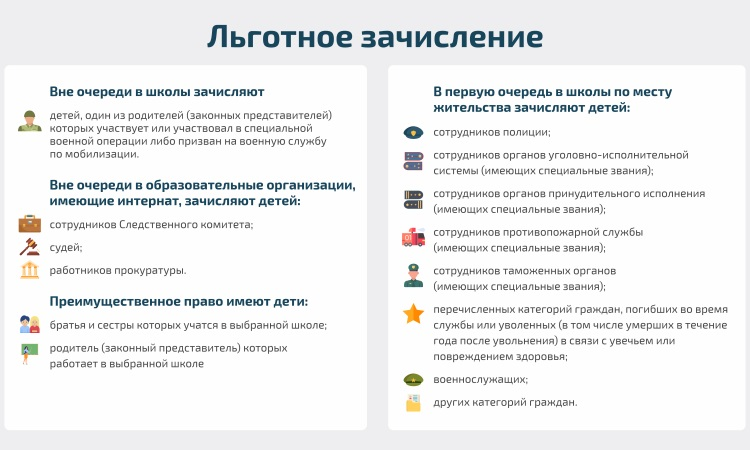 Льготное зачисление
Вне очереди в школы зачисляют
детей, один из родителей (законных представителей)
которых участвует или участвовал в специальной
военной операции либо призван на военную службу
по мобилизации.
Вне очереди в образовательные организации,
имеющие интернат, зачисляют детей:
сотрудников Следственного комитета;
судей;
работников прокуратуры.
Преимущественное право имеют дети:
братья и сестры которых учатся в выбранной школе;
родитель (законный представитель) которых
работает в выбранной школе
В первую очередь в школы по месту
жительства зачисляют детей:
сотрудников полиции;
сотрудников органов уголовно-исполнительной
системы (имеющих специальные звания);
сотрудников органов принудительного исполнения
(имеющих специальные звания);
сотрудников противопожарной службы
(имеющих специальные звания);
сотрудников таможенных органов
(имеющих специальные звания);
перечисленных категорий граждан, погибших во время
службы или уволенных (в том числе умерших в течение
года после увольнения) в связи с увечьем или
повреждением здоровья;
военнослужащих;
других категорий граждан.